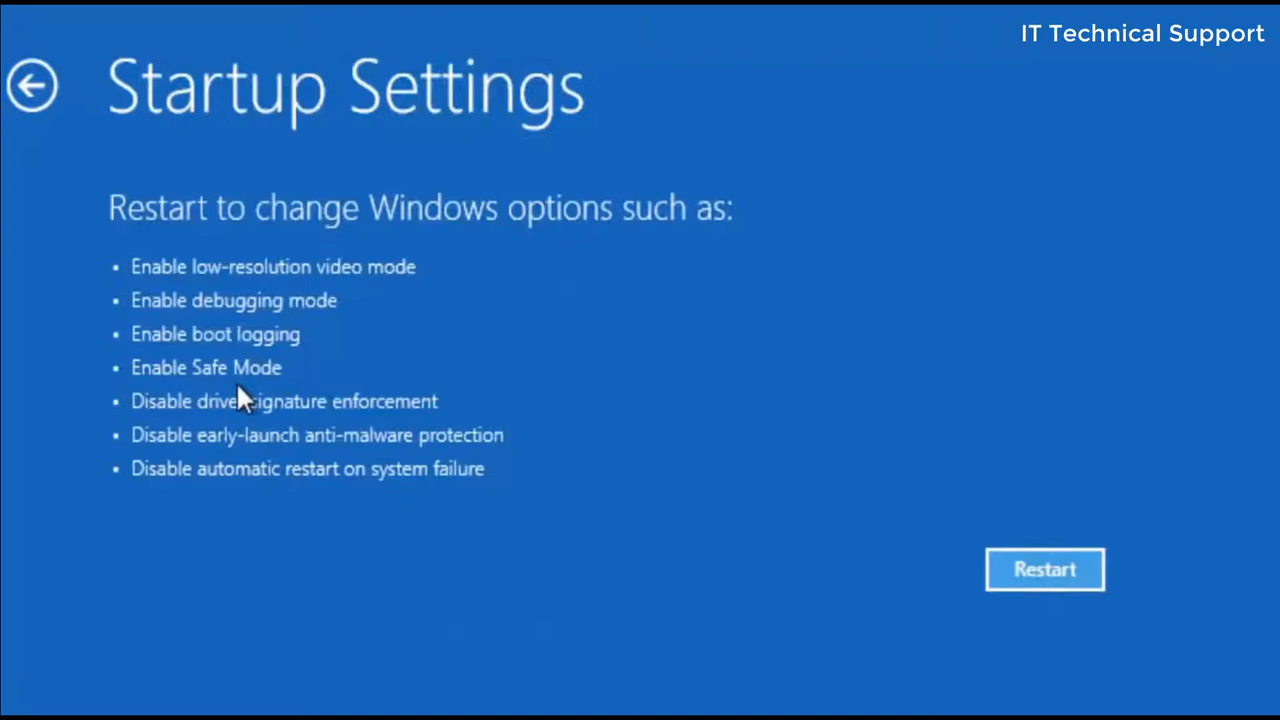 IT Technical Support
Startup Settings
Restart to change Windows options such as:
Enable low-resolution video mode
Enable debugging mode
Enable boot logging
Enable Safe Mode
Disable driver signature enforcement
Disable early-launch anti-malware protection
Disable automatic restart on system failure
Restart